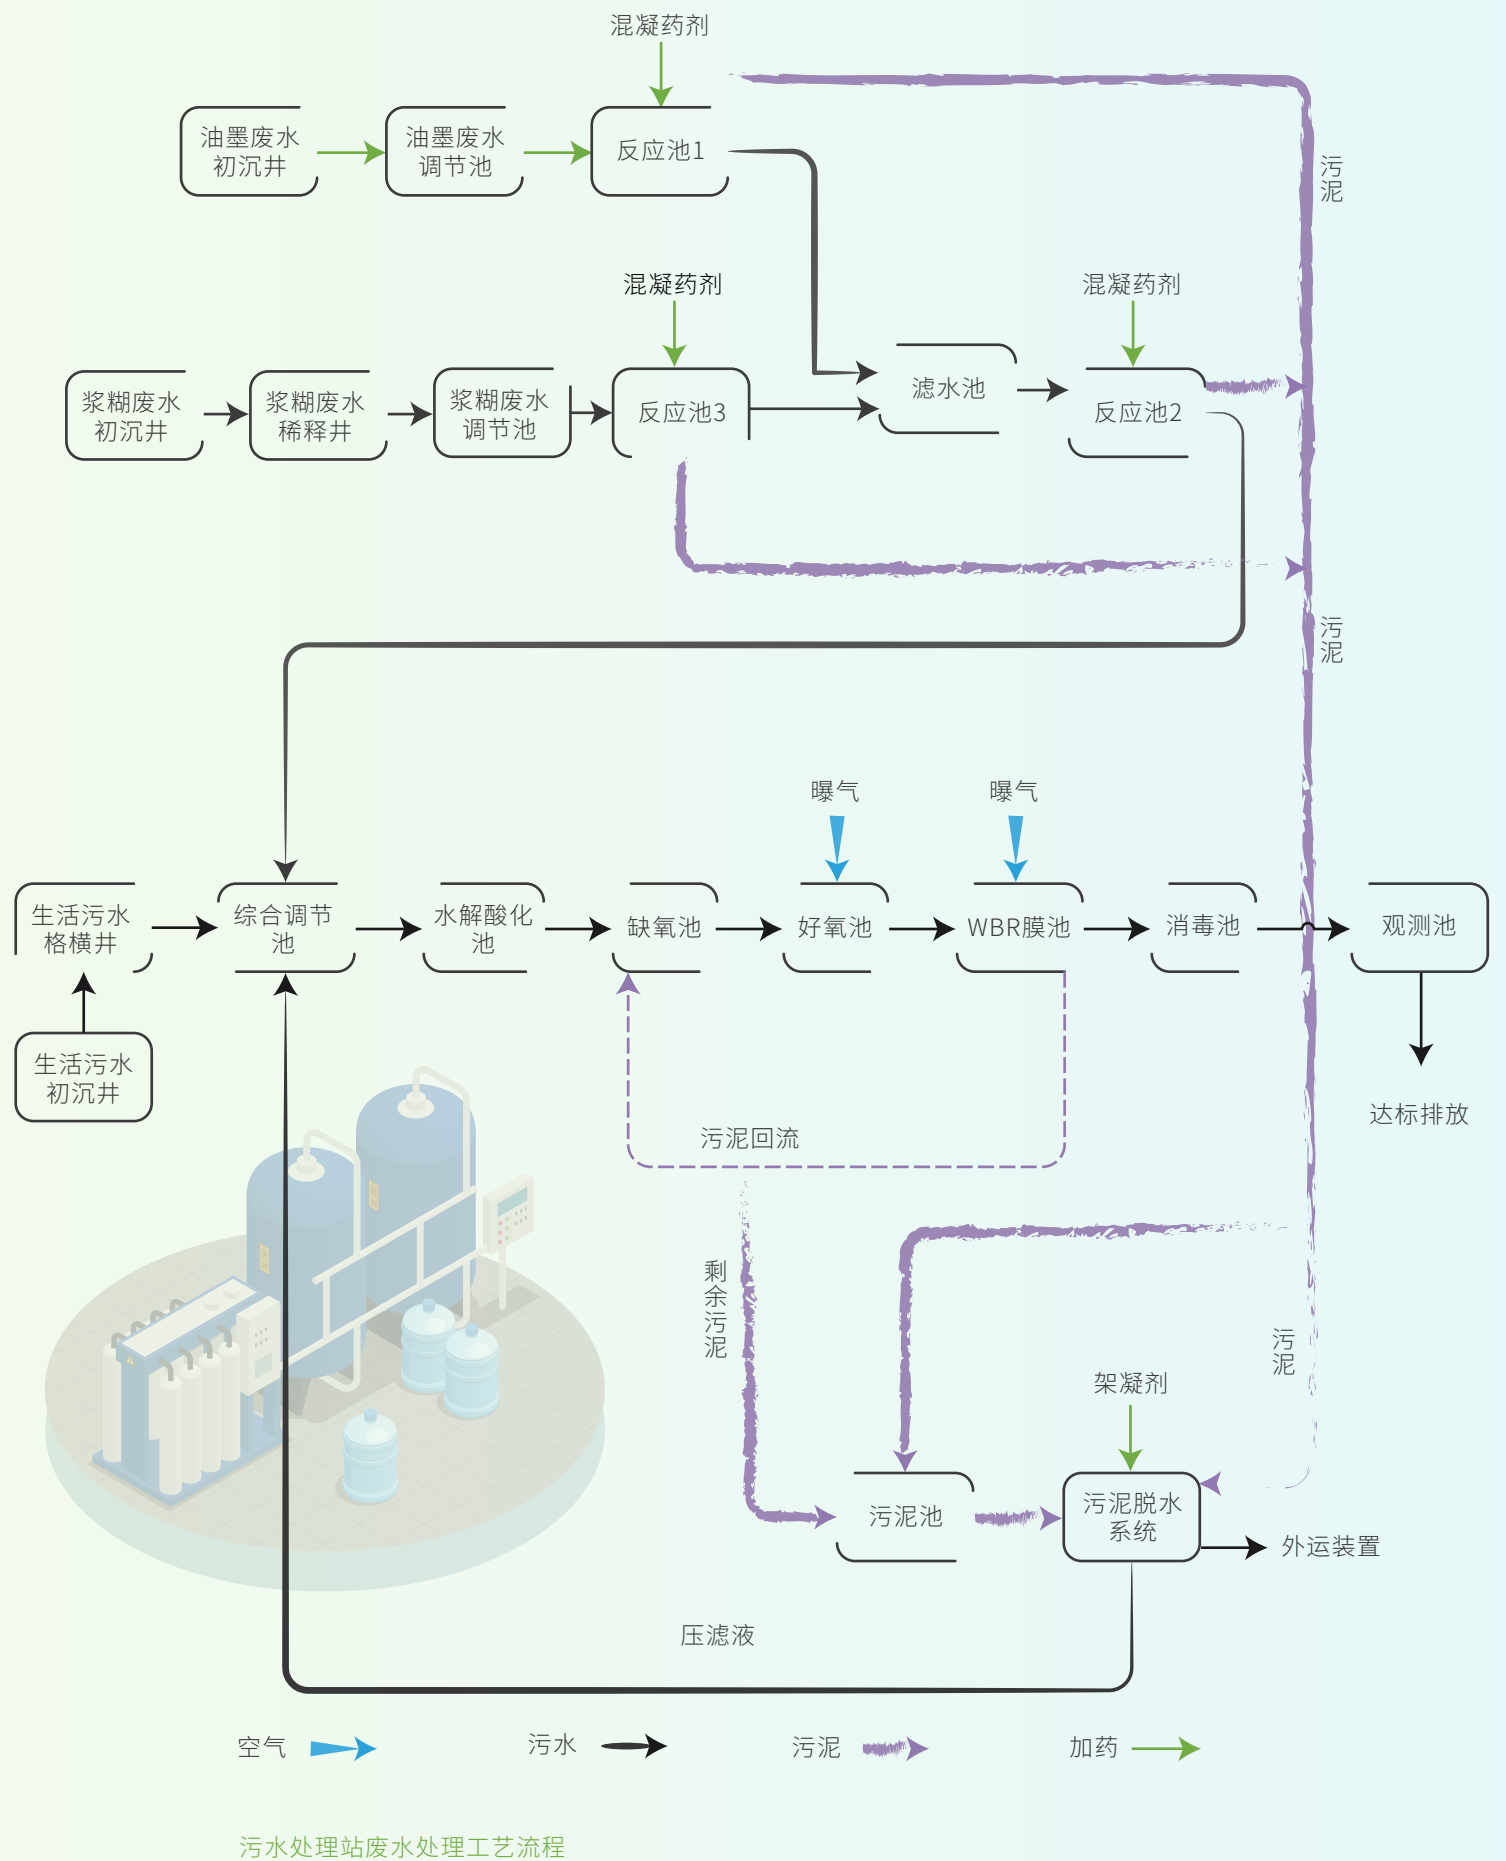 混凝药剂
油墨废水
初沉井
油墨废水
调节池
反应池1
污
泥
混凝药剂
混凝药剂
浆糊废水
初沉井
浆糊废水
稀释井
浆糊废水
调节池
反应池3
滤水池
反应池2
污
泥
曝气
曝气
生活污水
格横井
综合调节
池
水解酸化
池
缺氧池
好氧池
WBR膜池
消毒池
观测池
生活污水
初沉井
达标排放
污泥回流
剩
余
污
泥
污
泥
架凝剂
污泥池
污泥脱水
系统
外运装置
压滤液
空气
污水
污泥
加药
污水处理站废水处理工艺流程